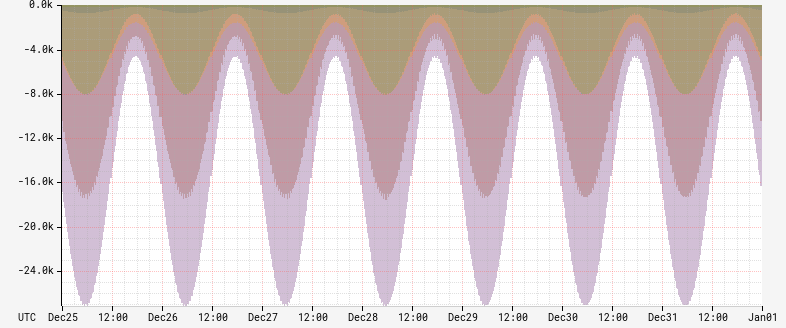 0.0k
-4.0k
-8.0k
-12.0k
-16.0k
-20.0k
-24.0k
UTC Dec25 12:00 Dec26 12:00 Dec27 12:00 Dec28 12:00 Dec29 12:00 Dec30 12:00 Dec31 12:00 Jan01